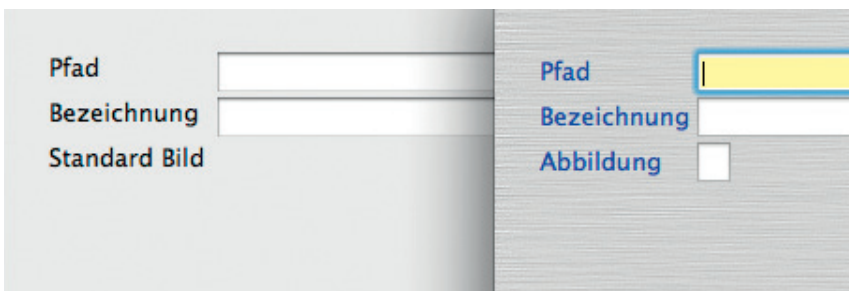 Pfad
Bezeichnung
Standard Bild
Pfad
Bezeichnung
Abbildung